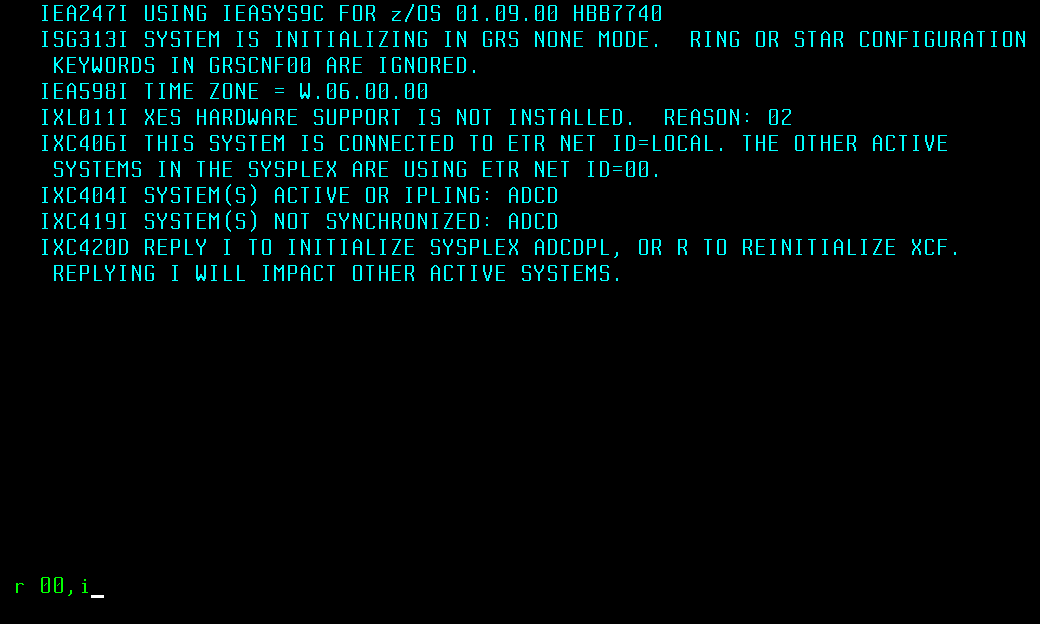 IEA247I USING IEASYS9C FOR z/OS 01.09.00 HBB7740
ISG313I SYSTEM IS INITIALIZING IN GRS NONE MODE.  RING OR STAR CONFIGURATION
KEYWORDS IN GRSCNF00 ARE IGNORED.
IEA598I TIME ZONE = W.06.00.00
IXL011I XES HARDWARE SUPPORT IS NOT INSTALLED.  REASON: 02
IXC406I THIS SYSTEM IS CONNECTED TO ETR NET ID=LOCAL. THE OTHER ACTIVE
SYSTEMS IN THE SYSPLEX ARE USING ETR NET ID=00.
IXC404I SYSTEM(S) ACTIVE OR IPLING: ADCD
IXC419I SYSTEM(S) NOT SYNCHRONIZED: ADCD
IXC420D REPLY I TO INITIALIZE SYSPLEX ADCDPL, OR R TO REINITIALIZE XCF.
REPLYING I WILL IMPACT OTHER ACTIVE SYSTEMS.
r 00,i